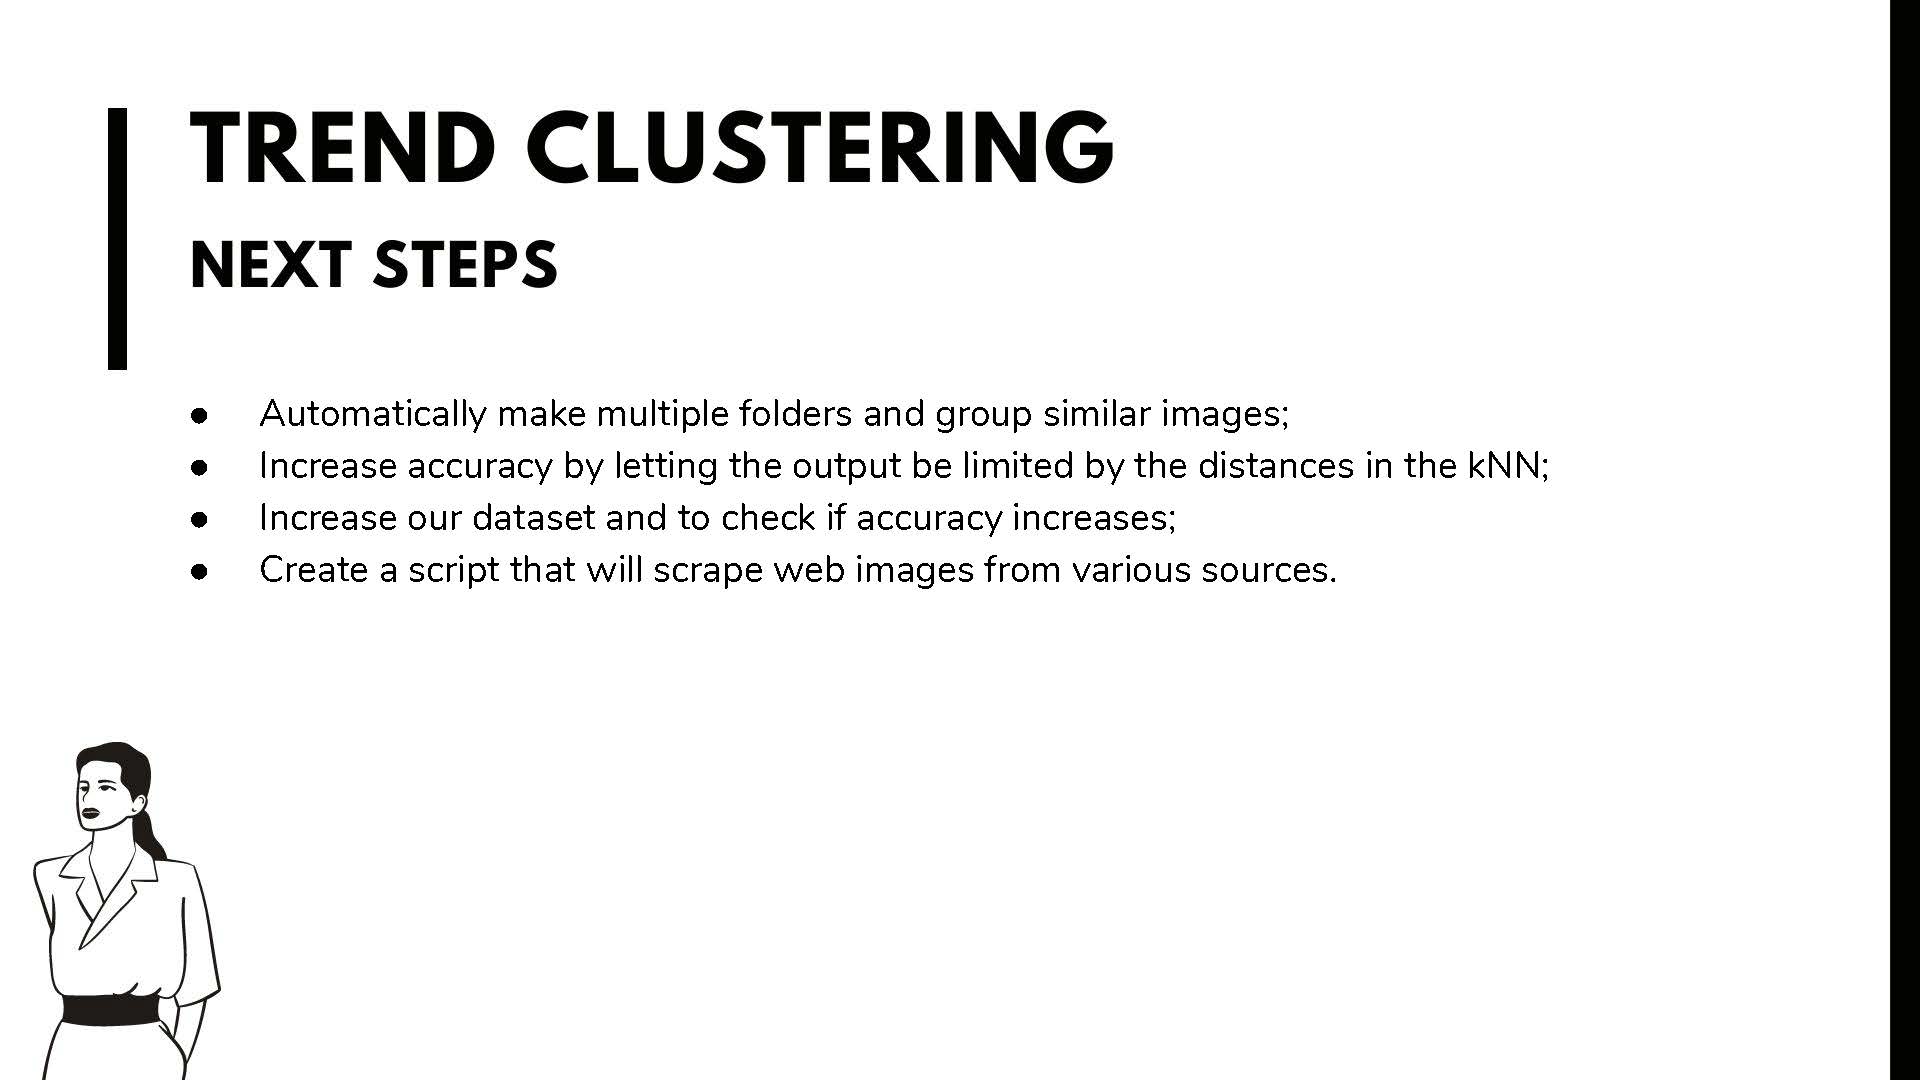 TREND CLUSTERING
NEXT STEPS
● Automatically make multiple folders and group similar images;
● Increase accuracy by letting the output be limited by the distances in the kNN;
● Increase our dataset and to check if accuracy increases;
● Create a script that will scrape web images from various sources.